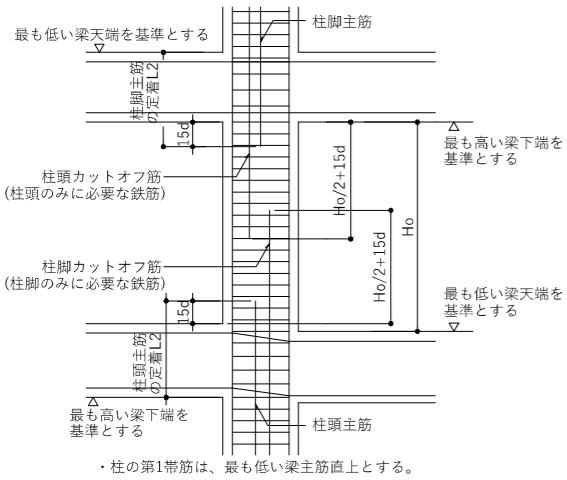 柱脚主筋
最も低い梁天端を基準とする
柱脚主筋
の定着L2
15d
最も高い梁下端を
基準とする
柱頭カットオフ筋
(柱頭のみに必要な鉄筋)
Ho/2+15d
Ho
柱脚カットオフ筋
(柱脚のみに必要な鉄筋)
Ho/2+15d
最も低い梁天端を
基準とする
15d
柱頭主筋
の定着L2
最も高い梁下端を
基準とする
柱頭主筋
・柱の第1帯筋は、最も低い梁主筋直上とする。